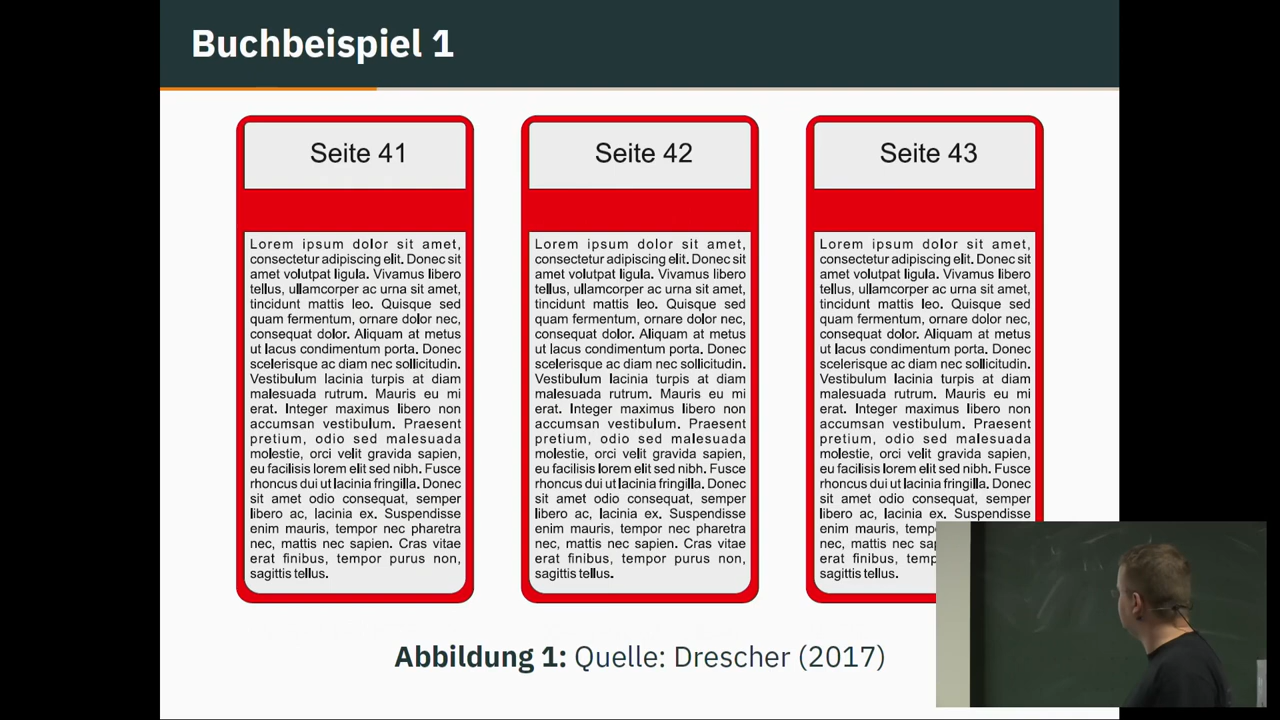 Buchbeispiel 1
Seite 41
Lorem ipsum dolor sit amet,
consectetur adipiscing elit. Donec sit
amet volutpat ligula. Vivamus libero
tellus, ullamcorper ac urna sit amet,
tincidunt mattis leo. Quisque sed
quam fermentum, ornare dolor nec,
consequat dolor. Aliquam at metus
ut lacus condimentum porta. Donec
scelerisque ac diam nec sollicitudin.
Vestibulum lacinia turpis at diam
malesuada rutrum. Mauris eu mi
erat. Integer maximus libero non
accumsan vestibulum. Praesent
pretium, odio sed malesuada
molestie, orci velit gravida sapien,
eu facilisis lorem elit sed nibh. Fusce
rhoncus dui ut lacinia fringilla. Donec
sit amet odio consequat, semper
libero ac, lacinia ex. Suspendisse
enim mauris, tempor nec pharetra
nec, mattis nec sapien. Cras vitae
erat finibus, tempor purus non,
sagittis tellus.
Seite 42
Lorem ipsum dolor sit amet,
consectetur adipiscing elit. Donec sit
amet volutpat ligula. Vivamus libero
tellus, ullamcorper ac urna sit amet,
tincidunt mattis leo. Quisque sed
quam fermentum, ornare dolor nec,
consequat dolor. Aliquam at metus
ut lacus condimentum porta. Donec
scelerisque ac diam nec sollicitudin.
Vestibulum lacinia turpis at diam
malesuada rutrum. Mauris eu mi
erat. Integer maximus libero non
accumsan vestibulum. Praesent
pretium, odio sed malesuada
molestie, orci velit gravida sapien,
eu facilisis lorem elit sed nibh. Fusce
rhoncus dui ut lacinia fringilla. Donec
sit amet odio consequat, semper
libero ac, lacinia ex. Suspendisse
enim mauris, tempor nec pharetra
nec, mattis nec sapien. Cras vitae
erat finibus, tempor purus non,
sagittis tellus.
Seite 43
Lorem ipsum dolor sit amet,
consectetur adipiscing elit. Donec sit
amet volutpat ligula. Vivamus libero
tellus, ullamcorper ac urna sit amet,
tincidunt mattis leo. Quisque sed
quam fermentum, ornare dolor nec,
consequat dolor. Aliquam at metus
ut lacus condimentum porta. Donec
scelerisque ac diam nec sollicitudin.
Vestibulum lacinia turpis at diam
malesuada rutrum. Mauris eu mi
erat. Integer maximus libero non
accumsan vestibulum. Praesent
pretium, odio sed malesuada
molestie, orci velit gravida sapien,
eu facilisis lorem elit sed nibh. Fusce
rhoncus dui ut lacinia fringilla. Donec
sit amet odio consequat, semper
libero ac, lacinia ex. Suspendisse
enim mauris,
nec, mattis nec
erat finibus,
sagittis tellus.
Abbildung 1: Quelle: Drescher (2017)